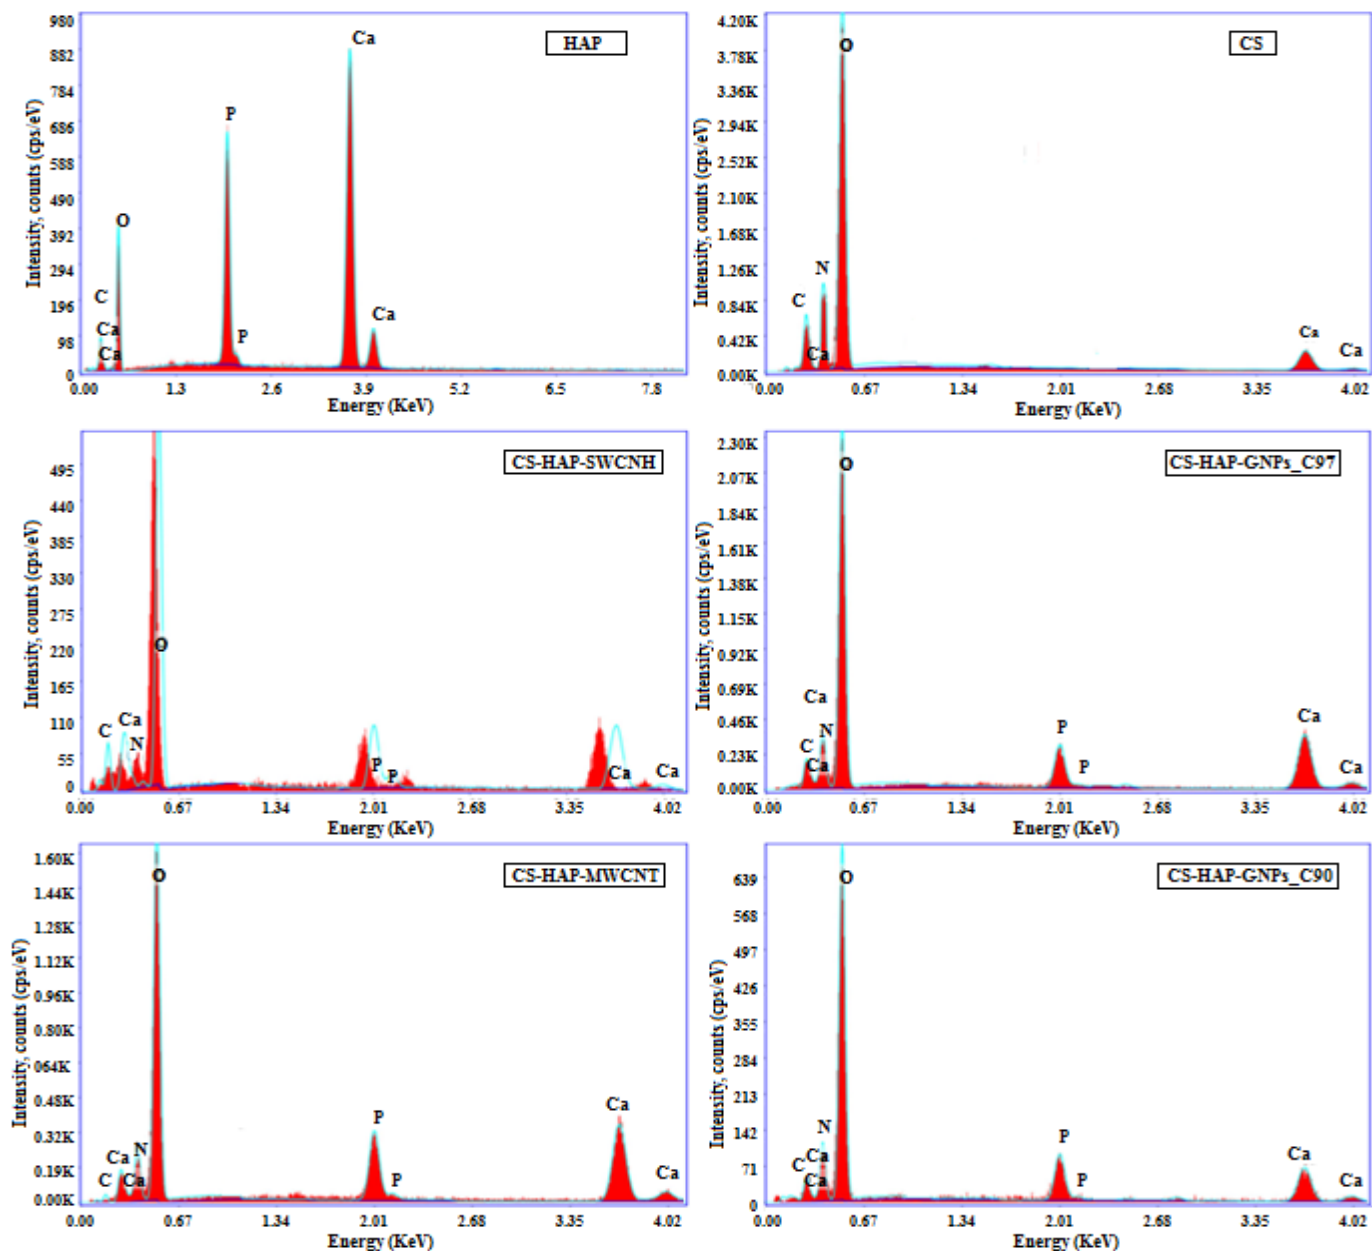 HAP
Intensity, counts (cps/eV)
980
882
784
686
588
490
392
294
196
98
0
C
Ca
Ca
O
P
P
Ca
Ca
0.00
1.3
2.6
3.9
5.2
6.5
7.8
Energy (KeV)
CS
Intensity, counts (cps/eV)
4.20K
3.78K
3.36K
2.94K
2.52K
2.10K
1.68K
1.26K
0.84K
0.42K
0.00K
C
Ca
N
O
Ca
Ca
0.00
0.67
1.34
2.01
2.68
3.35
4.02
Energy (KeV)
CS-HAP-SWCNH
Intensity, counts (cps/eV)
495
440
385
330
275
220
165
110
55
0
C
Ca
N
O
P
P
Ca
Ca
0.00
0.67
1.34
2.01
2.68
3.35
4.02
Energy (KeV)
CS-HAP-GNPs_C97
Intensity, counts (cps/eV)
2.30K
2.07K
1.84K
1.61K
1.38K
1.15K
0.92K
0.69K
0.46K
0.23K
0.00K
Ca
C
N
Ca
O
P
P
Ca
Ca
0.00
0.67
1.34
2.01
2.68
3.35
4.02
Energy (KeV)
CS-HAP-MWCNT
Intensity, counts (cps/eV)
1.60K
1.44K
1.28K
1.12K
0.96K
0.80K
064K
0.48K
0.32K
0.19K
0.00K
C
Ca
Ca
N
O
P
P
Ca
Ca
0.00
0.67
1.34
2.01
2.68
3.35
4.02
Energy (KeV)
CS-HAP-GNPs_C90
Intensity, counts (cps/eV)
639
568
497
426
355
284
213
142
71
0
C
N
Ca
Ca
O
P
P
Ca
Ca
0.00
0.67
1.34
2.01
2.68
3.35
4.02
Energy (KeV)